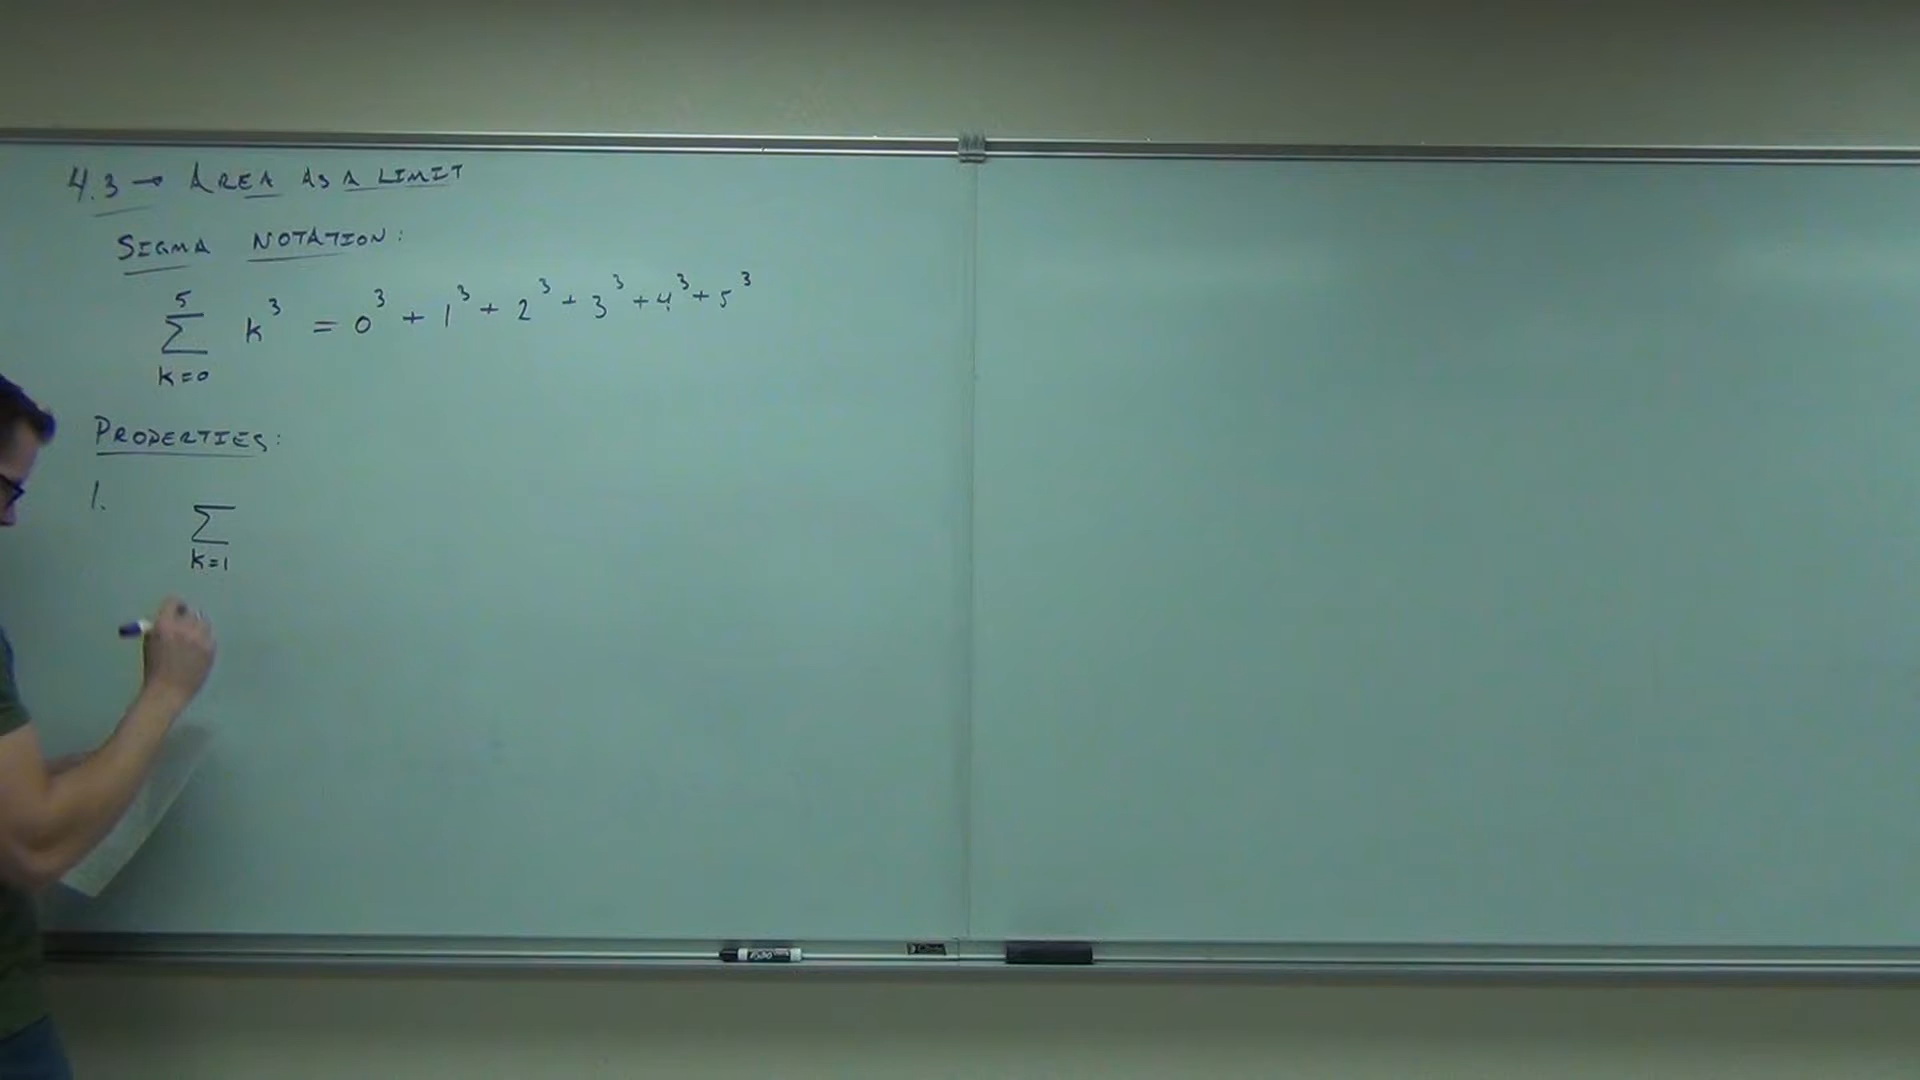 4.3 → AREA AS A LIMIT
SIGMA NOTATION:
5
∑ k³ = 0³ + 1³ + 2³ + 3³ + 4³ + 5³
k=0
PROPERTIES:
1. ∑
k=1